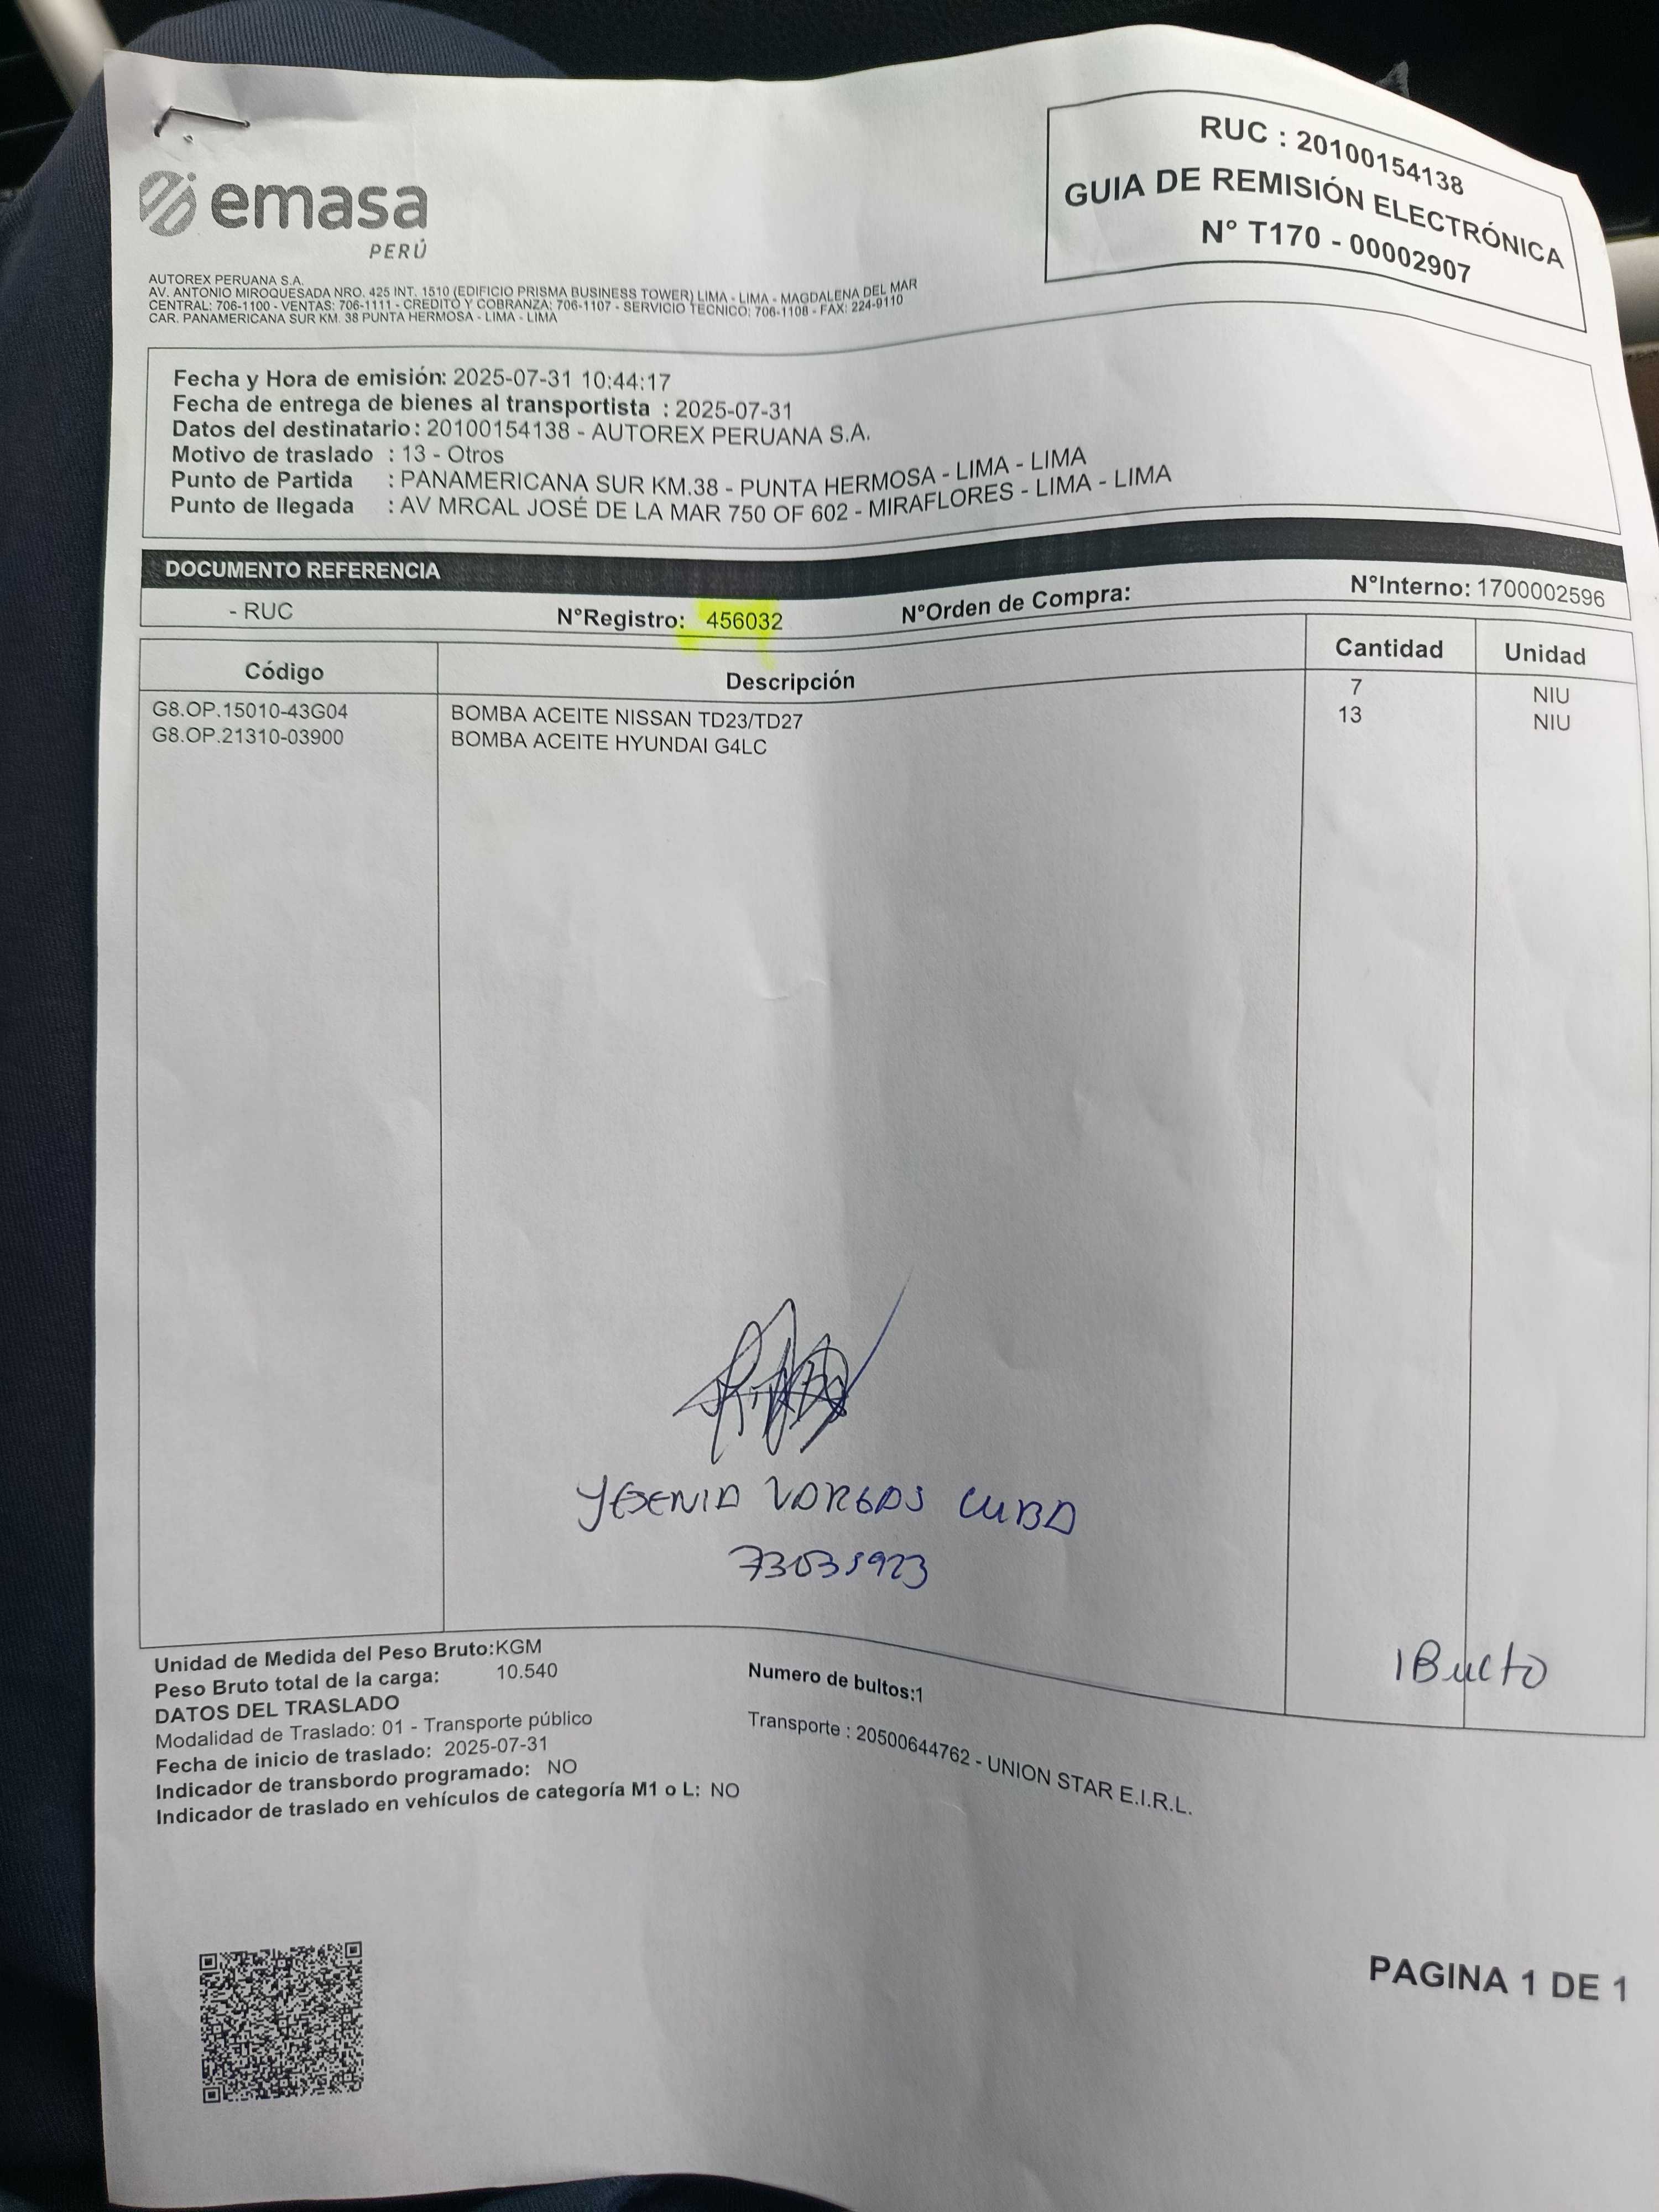 emasa
PERÚ
RUC : 20100154138
GUIA DE REMISIÓN ELECTRÓNICA
N° T170 - 00002907
AUTOREX PERUANA S.A.
AV. ANTONIO MIROQUESADA NRO. 425 INT. 1510 (EDIFICIO PRISMA BUSINESS TOWER) LIMA - LIMA - MAGDALENA DEL MAR
CENTRAL: 706-1100 - VENTAS: 706-1111 - CREDITO Y COBRANZA: 706-1107 - SERVICIO TECNICO: 706-1108 - FAX: 224-9110
CAR. PANAMERICANA SUR KM. 38 PUNTA HERMOSA - LIMA - LIMA
Fecha y Hora de emisión: 2025-07-31 10:44:17
Fecha de entrega de bienes al transportista : 2025-07-31
Datos del destinatario : 20100154138 - AUTOREX PERUANA S.A.
Motivo de traslado : 13 - Otros
Punto de Partida : PANAMERICANA SUR KM.38 - PUNTA HERMOSA - LIMA - LIMA
Punto de llegada : AV MRCAL JOSÉ DE LA MAR 750 OF 602 - MIRAFLORES - LIMA - LIMA
DOCUMENTO REFERENCIA
- RUC N°Registro: 456032 N°Orden de Compra: N°Interno: 1700002596
Código Descripción Cantidad Unidad
G8.OP.15010-43G04 BOMBA ACEITE NISSAN TD23/TD27 7 NIU
G8.OP.21310-03900 BOMBA ACEITE HYUNDAI G4LC 13 NIU
YESENIA VARGAS CUBA
73035923
1 Bulto
Unidad de Medida del Peso Bruto:KGM
Peso Bruto total de la carga: 10.540 Numero de bultos:1
DATOS DEL TRASLADO
Modalidad de Traslado: 01 - Transporte público Transporte : 20500644762 - UNION STAR E.I.R.L.
Fecha de inicio de traslado: 2025-07-31
Indicador de transbordo programado: NO
Indicador de traslado en vehículos de categoría M1 o L: NO
PAGINA 1 DE 1